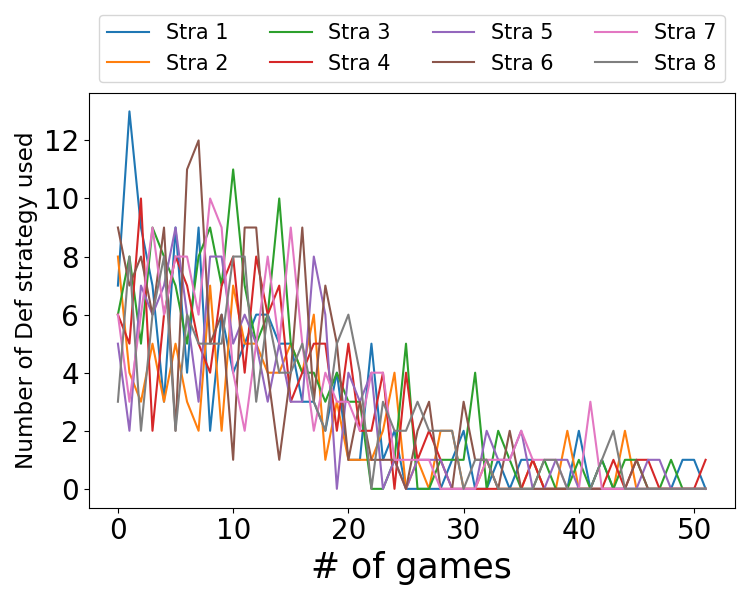 Stra 1 Stra 3 Stra 5 Stra 7
Stra 2 Stra 4 Stra 6 Stra 8
Number of Def strategy used
12
10
8
6
4
2
0
0 10 20 30 40 50
# of games